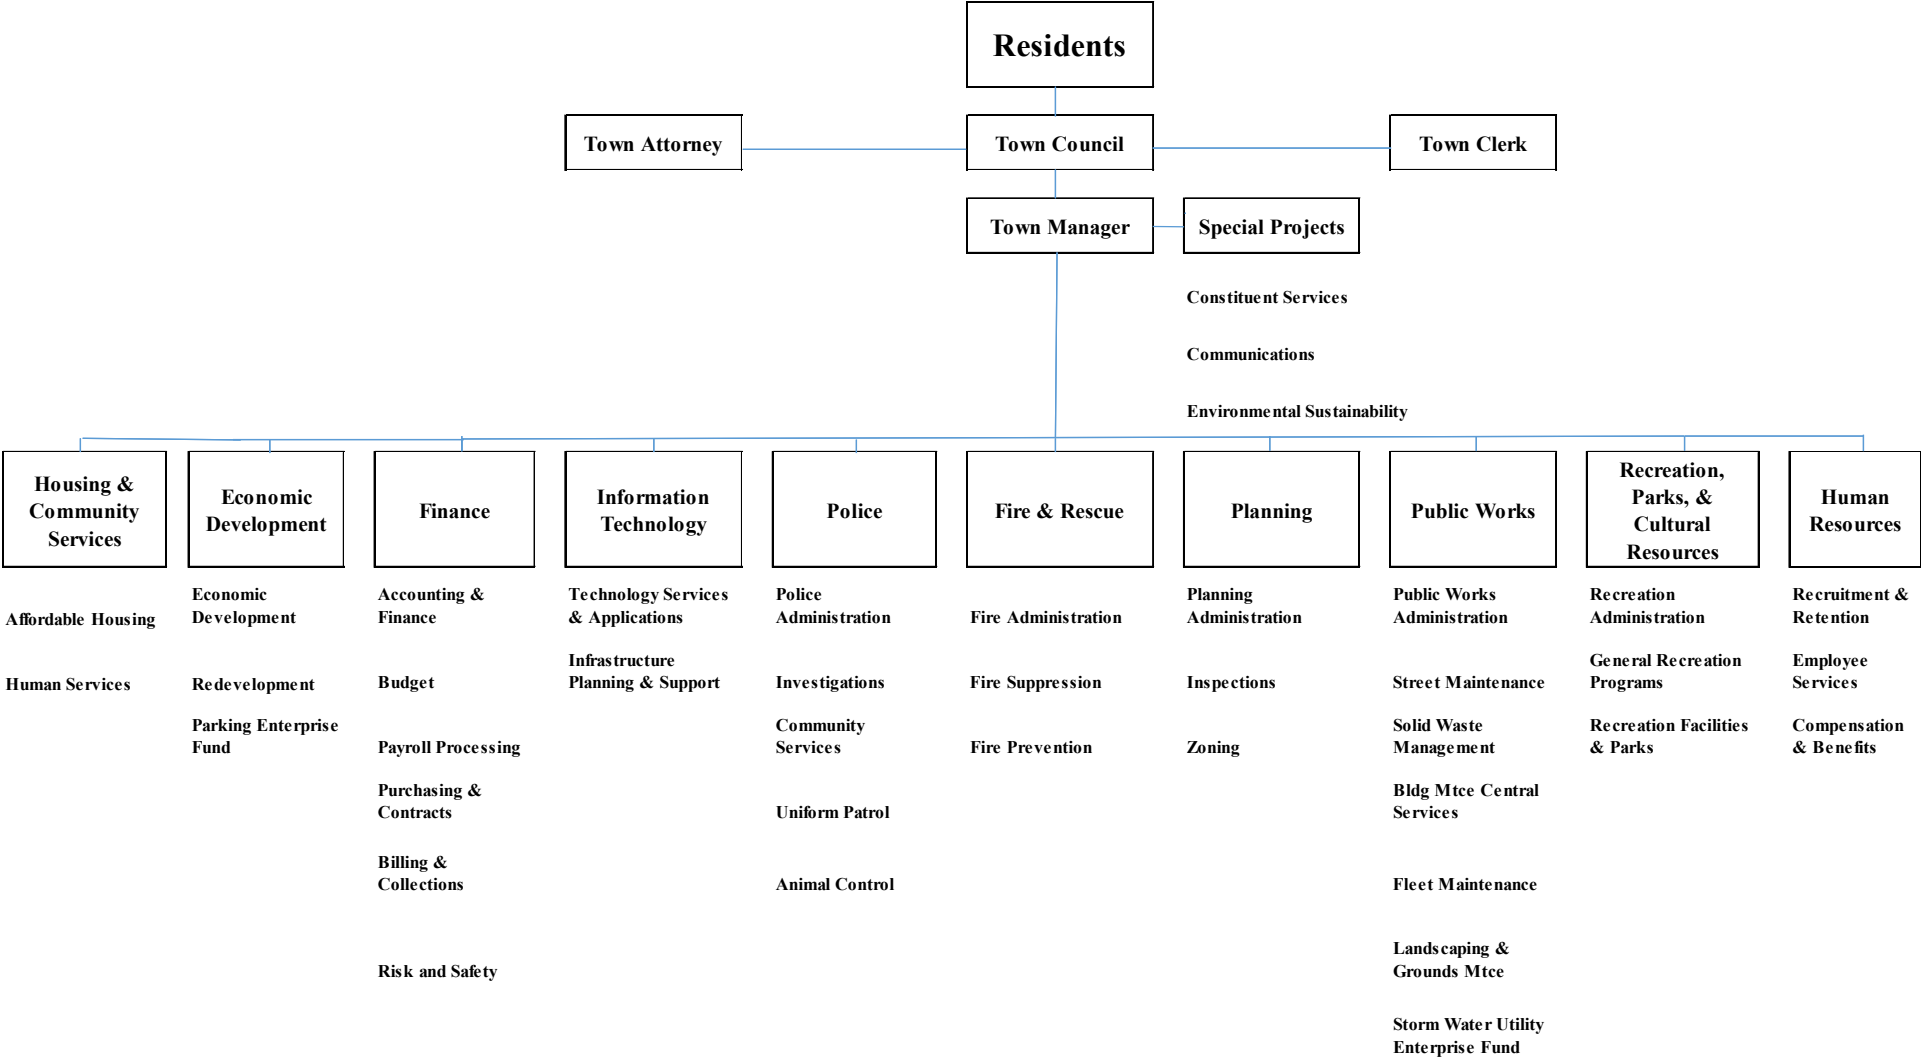 Residents
Town Attorney
Town Council
Town Clerk
Town Manager
Special Projects
Constituent Services
Communications
Environmental Sustainability
Housing &
Community
Services
Economic
Development
Finance
Information
Technology
Police
Fire & Rescue
Planning
Public Works
Recreation,
Parks, &
Cultural
Resources
Human
Resources
Affordable Housing
Human Services
Economic
Development
Redevelopment
Parking Enterprise
Fund
Accounting &
Finance
Budget
Payroll Processing
Purchasing &
Contracts
Billing &
Collections
Risk and Safety
Technology Services
& Applications
Infrastructure
Planning & Support
Police
Administration
Investigations
Community
Services
Uniform Patrol
Animal Control
Fire Administration
Fire Suppression
Fire Prevention
Planning
Administration
Inspections
Zoning
Public Works
Administration
Street Maintenance
Solid Waste
Management
Bldg Mtce Central
Services
Fleet Maintenance
Landscaping &
Grounds Mtce
Storm Water Utility
Enterprise Fund
Recreation
Administration
General Recreation
Programs
Recreation Facilities
& Parks
Recruitment &
Retention
Employee
Services
Compensation
& Benefits